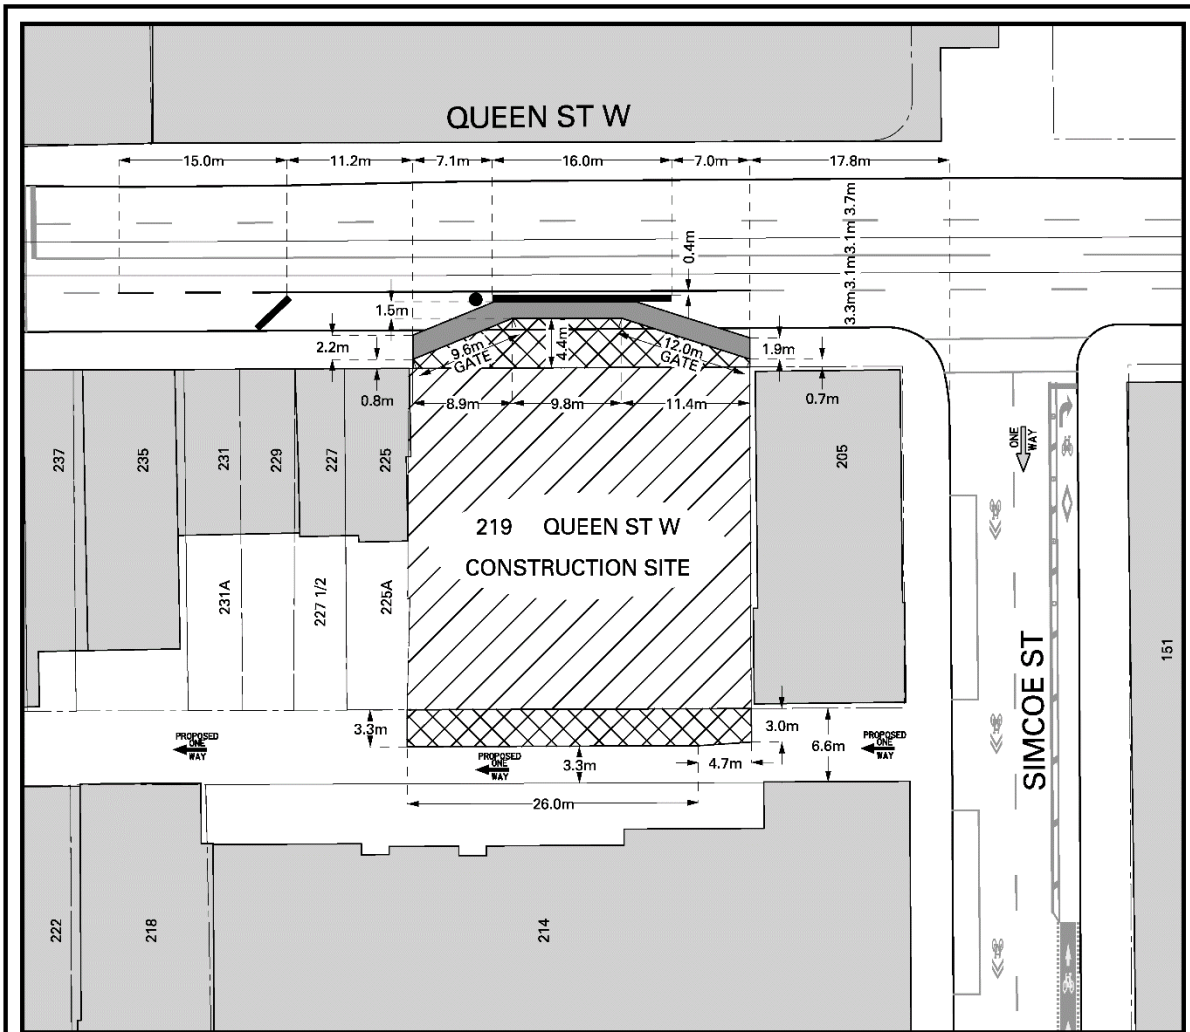 QUEEN ST W
15.0m
11.2m
7.1m
16.0m
7.0m
17.8m
3.7m
3.1m
3.1m
3.3m
0.4m
1.5m
2.2m
9.6m
GATE
4.4m
12.0m
GATE
1.9m
0.8m
8.9m
9.8m
11.4m
0.7m
237
235
231
229
227
225
205
ONE
WAY
219 QUEEN ST W
CONSTRUCTION SITE
231A
227 1/2
225A
SIMCOE ST
151
3.3m
3.0m
PROPOSED
ONE
WAY
PROPOSED
ONE
WAY
3.3m
4.7m
6.6m
PROPOSED
ONE
WAY
26.0m
222
218
214